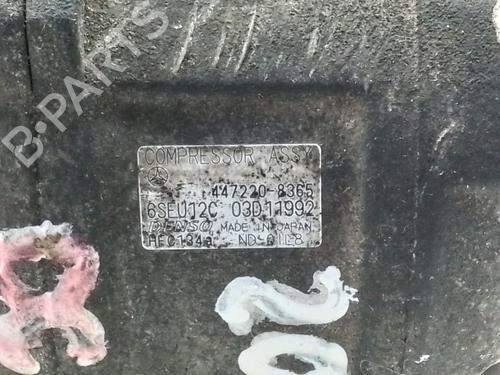 B-PARTS
COMPRESSOR ASSY
447220-8365
6SEU12C 03D11992
DENSO MADE IN JAPAN
HFC134a ND-OIL8